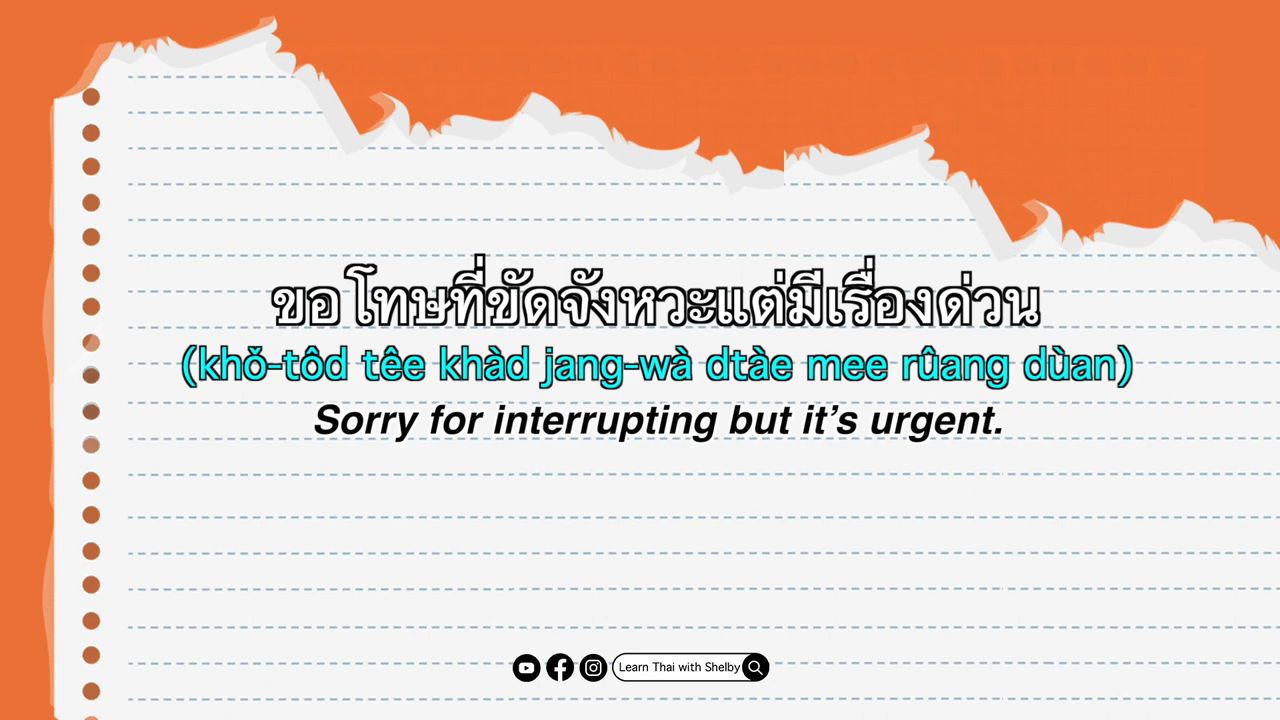 ขอโทษที่ขัดจังหวะแต่มีเรื่องด่วน
(khǒ-tôd têe khàd jang-wà dtàe mee rûang dùan)
Sorry for interrupting but it's urgent.
Learn Thai with Shelby